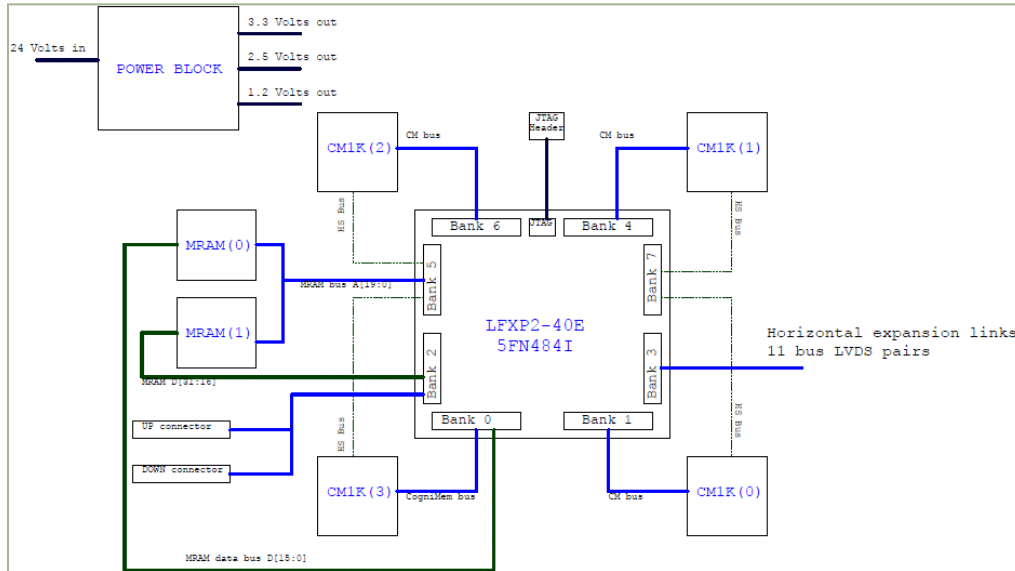 3.3 Volts out
24 Volts in
POWER BLOCK
2.5 Volts out
1.2 Volts out
JTAG
Header
CM1K(2)
CM bus
CM bus
CM1K(1)
HS Bus
HS Bus
Bank 6
JTAG
Bank 4
MRAM(0)
MRAM bus A[19:0]
Bank 5
Bank 7
MRAM(1)
LFXP2-40E
5FN484I
Horizontal expansion links
11 bus LVDS pairs
Bank 2
Bank 3
MRAM D[31:16]
UP connector
Bank 0
Bank 1
HS Bus
HS Bus
DOWN connector
CM1K(3)
CogniMem bus
CM bus
CM1K(0)
MRAM data bus D[15:0]